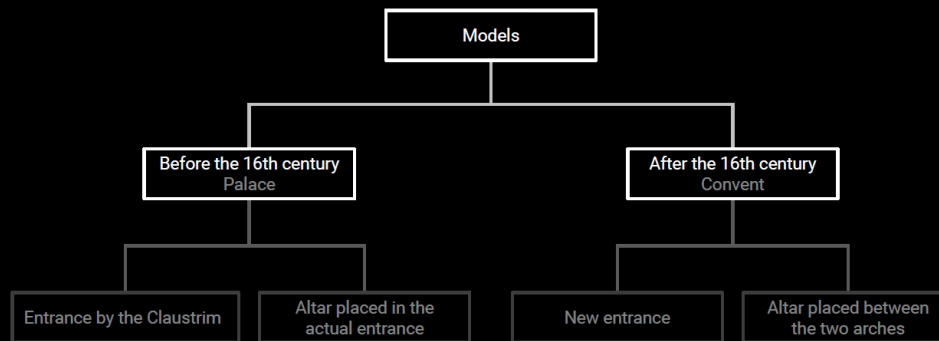 Models
Before the 16th century
Palace
After the 16th century
Convent
Entrance by the Claustrim
Altar placed in the
actual entrance
New entrance
Altar placed between
the two arches